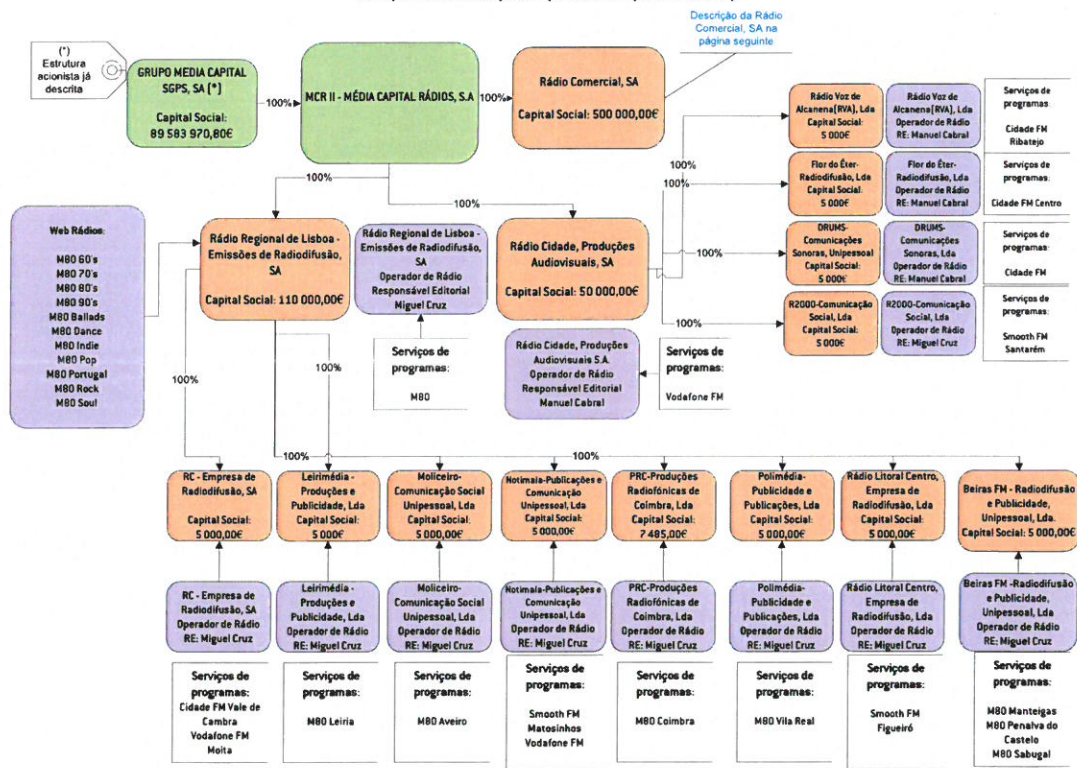 Descrição da Rádio
Comercial, SA na
página seguinte
(*)
Estrutura
acionista já
descrita
GRUPO MEDIA CAPITAL
SGPS, SA [*]
Capital Social:
89 583 970,80€
100%
MCR II - MÉDIA CAPITAL RÁDIOS, S.A
100%
Rádio Comercial, SA
Capital Social: 500 000,00€
100%
100%
Rádio Voz de
Alcanena[RVA], Lda
Capital Social:
5 000€
Rádio Voz de
Alcanena[RVA], Lda
Operador de Rádio
RE: Manuel Cabral
Serviços de
programas:
Cidade FM
Ribatejo
100%
100%
Flor do Éter-
Radiodifusão, Lda
Capital Social:
5 000€
Flor do Éter-
Radiodifusão, Lda
Operador de Rádio
RE: Manuel Cabral
Serviços de
programas:
Cidade FM Centro
100%
DRUMS-
Comunicações
Sonoras, Unipessoal
Capital Social:
5 000€
DRUMS-
Comunicações
Sonoras, Lda
Operador de Rádio
RE: Manuel Cabral
Serviços de
programas:
Cidade FM
100%
R2000-Comunicação
Social, Lda
Capital Social:
5 000€
R2000-Comunicação
Social, Lda
Operador de Rádio
RE: Miguel Cruz
Serviços de
programas:
Smooth FM
Santarém
Web Rádios:
M80 60's
M80 70's
M80 80's
M80 90's
M80 Ballads
M80 Dance
M80 Indie
M80 Pop
M80 Portugal
M80 Rock
M80 Soul
Rádio Regional de Lisboa -
Emissões de Radiodifusão,
SA
Capital Social: 110 000,00€
Rádio Regional de Lisboa -
Emissões de Radiodifusão,
SA
Operador de Rádio
Responsável Editorial
Miguel Cruz
Serviços de
programas:
M80
Rádio Cidade, Produções
Audiovisuais, SA
Capital Social: 50 000,00€
Rádio Cidade, Produções
Audiovisuais S.A.
Operador de Rádio
Responsável Editorial
Manuel Cabral
Serviços de
programas:
Vodafone FM
100%
100%
100%
100%
RC - Empresa de
Radiodifusão, SA
Capital Social:
5 000,00€
Leirimédia -
Produções e
Publicidade, Lda
Capital Social:
5 000€
Moliceiro-
Comunicação Social
Unipessoal, Lda
Capital Social:
5 000,00€
Notimaia-Publicações e
Comunicação
Unipessoal, Lda
Capital Social:
5 000,00€
PRC-Produções
Radiofónicas de
Coimbra, Lda
Capital Social:
7 485,00€
Polimédia-
Publicidade e
Publicações, Lda
Capital Social:
5 000,00€
Rádio Litoral Centro,
Empresa de
Radiodifusão, Lda
Capital Social:
5 000,00€
Beiras FM - Radiodifusão
e Publicidade,
Unipessoal, Lda.
Capital Social: 5 000,00€
RC - Empresa de
Radiodifusão, SA
Operador de Rádio
RE: Miguel Cruz
Leirimédia -
Produções e
Publicidade, Lda
Operador de Rádio
RE: Miguel Cruz
Moliceiro-
Comunicação Social
Unipessoal, Lda
Operador de Rádio
RE: Miguel Cruz
Notimaia-Publicações e
Comunicação
Unipessoal, Lda
Operador de Rádio
RE: Miguel Cruz
PRC-Produções
Radiofónicas de
Coimbra, Lda
Operador de Rádio
RE: Miguel Cruz
Polimédia-
Publicidade e
Publicações, Lda
Operador de Rádio
RE: Miguel Cruz
Rádio Litoral Centro,
Empresa de
Radiodifusão, Lda
Operador de Rádio
RE: Miguel Cruz
Beiras FM -Radiodifusão
e Publicidade,
Unipessoal, Lda
Operador de Rádio
RE: Miguel Cruz
Serviços de
programas:
Cidade FM Vale de
Cambra
Vodafone FM
Moita
Serviços de
programas:
M80 Leiria
Serviços de
programas:
M80 Aveiro
Serviços de
programas:
Smooth FM
Matosinhos
Vodafone FM
Serviços de
programas:
M80 Coimbra
Serviços de
programas:
M80 Vila Real
Serviços de
programas:
Smooth FM
Figueiró
Serviços de
programas:
M80 Manteigas
M80 Penalva do
Castelo
M80 Sabugal